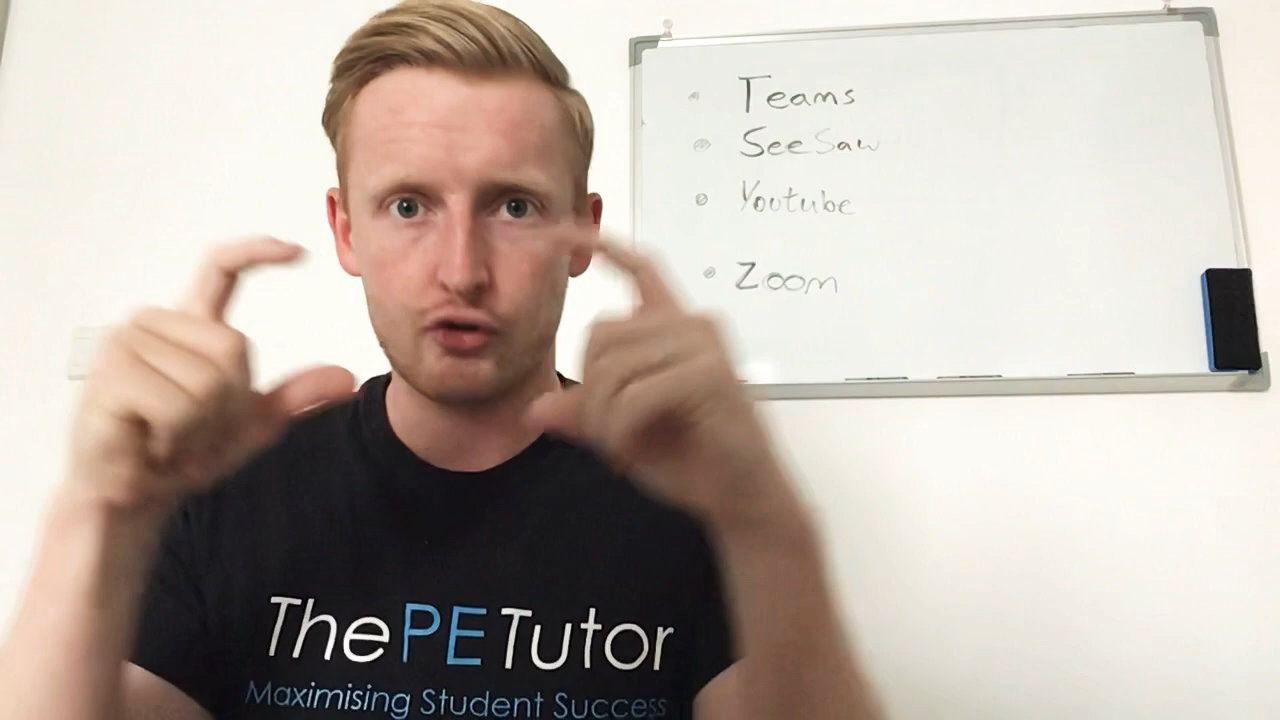 Teams
SeeSaw
Youtube
Zoom
The PE Tutor
Maximising Student Success